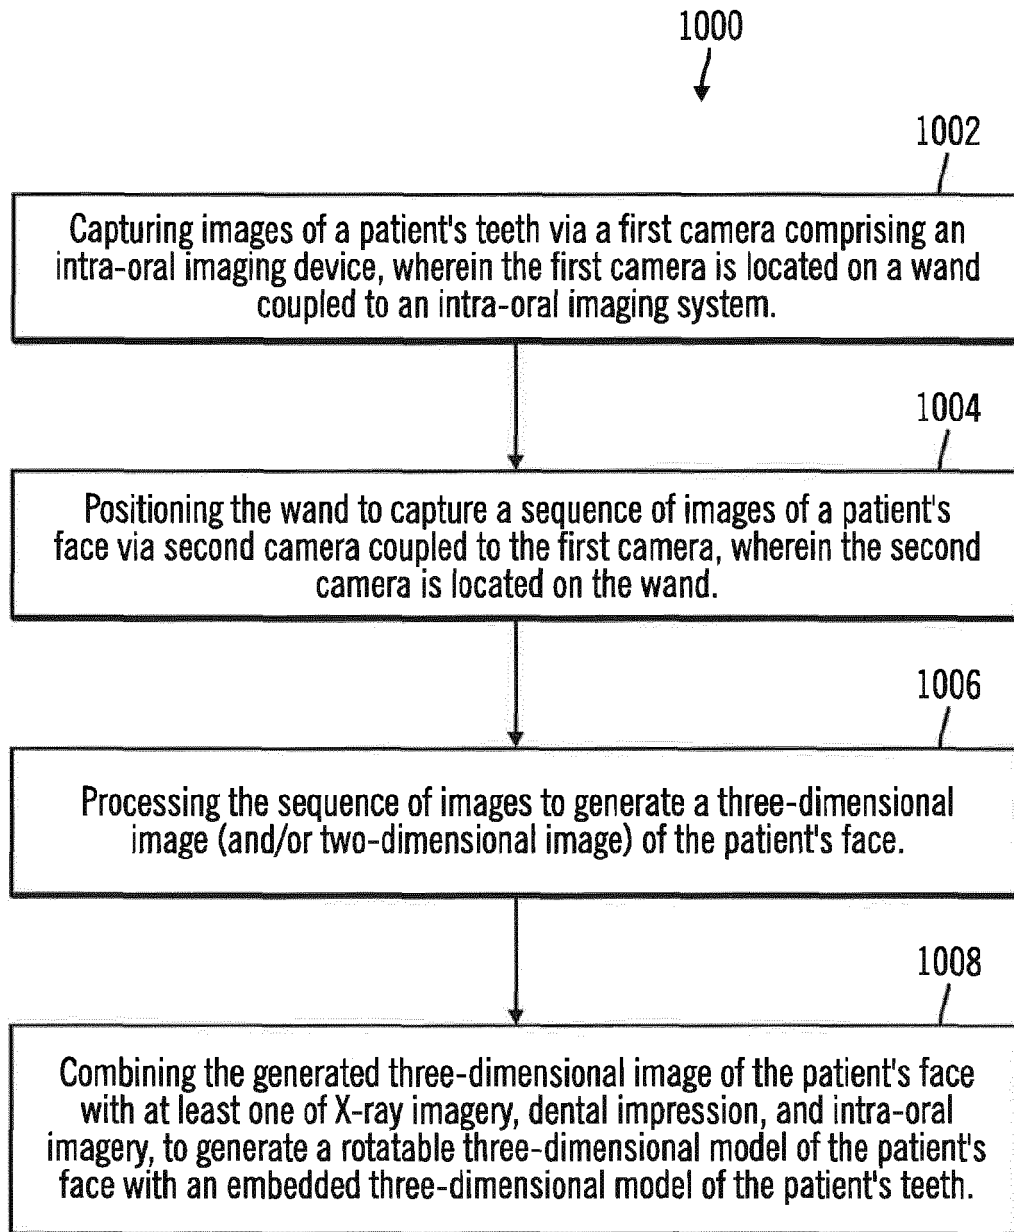 1000
1002
Capturing images of a patient's teeth via a first camera comprising an
intra-oral imaging device, wherein the first camera is located on a wand
coupled to an intra-oral imaging system.
1004
Positioning the wand to capture a sequence of images of a patient's
face via second camera coupled to the first camera, wherein the second
camera is located on the wand.
1006
Processing the sequence of images to generate a three-dimensional
image (and/or two-dimensional image) of the patient's face.
1008
Combining the generated three-dimensional image of the patient's face
with at least one of X-ray imagery, dental impression, and intra-oral
imagery, to generate a rotatable three-dimensional model of the patient's
face with an embedded three-dimensional model of the patient's teeth.